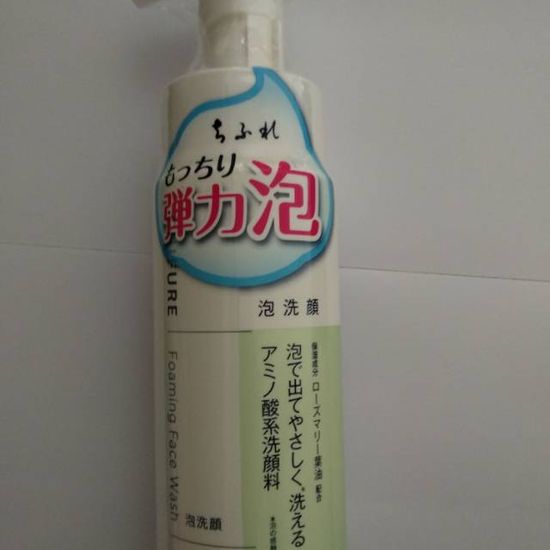 ちふれ
もっちり
弾力泡
泡洗顔
保湿成分 ローズマリー葉油 配合
泡で出てやさしく*洗える
アミノ酸系洗顔料
Foaming Face Wash
泡洗顔